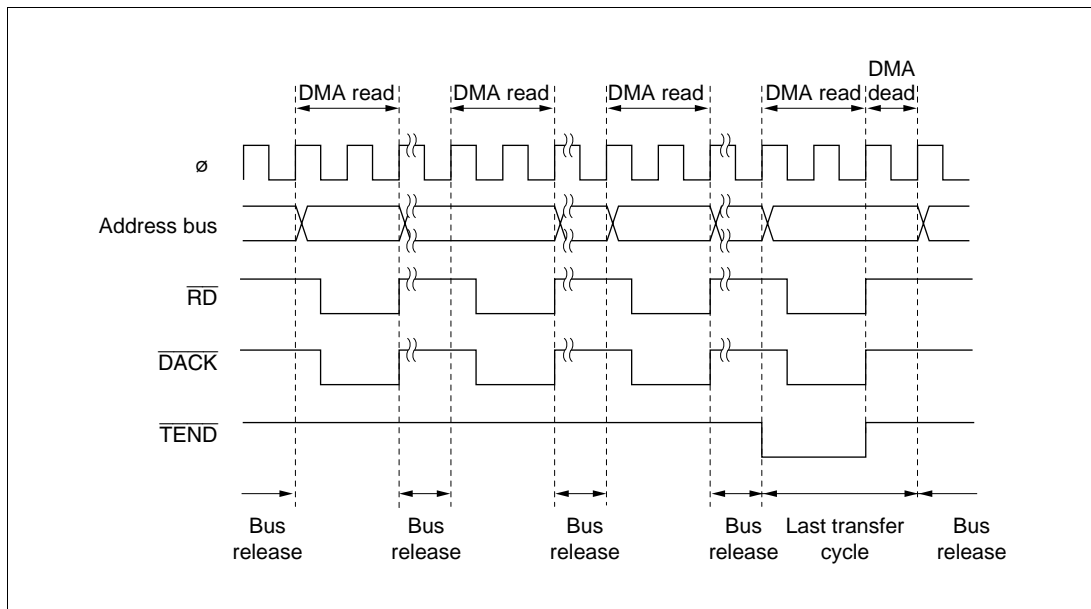 DMA
dead
DMA read DMA read DMA read DMA read
ø
Address bus
RD
DACK
TEND
Bus
release
Bus
release
Bus
release
Bus
release
Last transfer
cycle
Bus
release